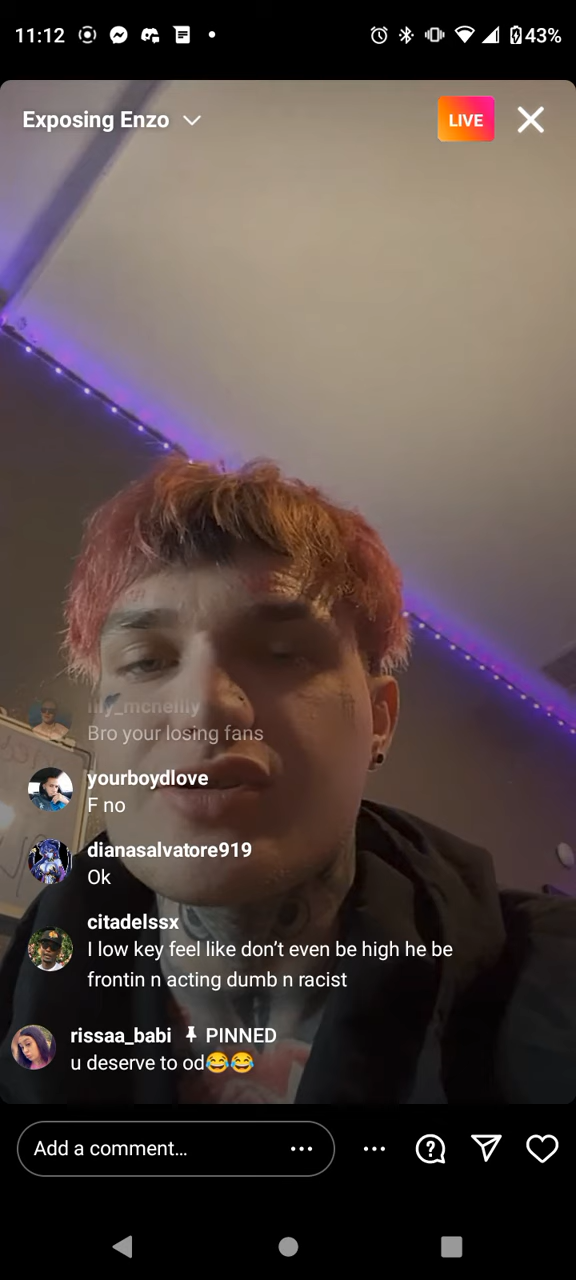 11:12
43%
Exposing Enzo
LIVE
lily_mcneilly
Bro your losing fans
yourboydlove
F no
dianasalvatore919
Ok
citadelssx
I low key feel like don’t even be high he be
frontin n acting dumb n racist
rissaa_babi PINNED
u deserve to od😂😂
Add a comment…